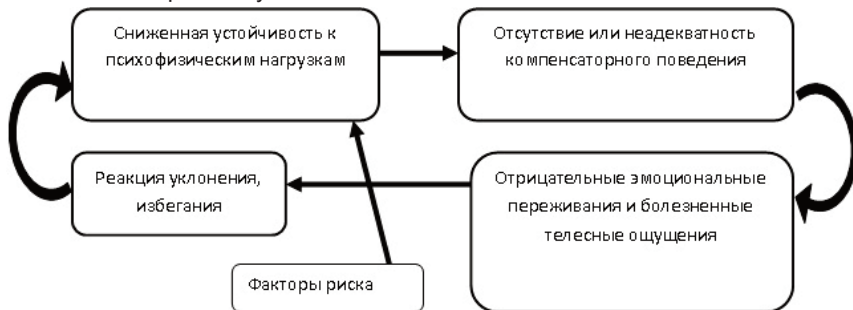 Сниженная устойчивость к
психофизическим нагрузкам
Отсутствие или неадекватность
компенсаторного поведения
Реакция уклонения,
избегания
Отрицательные эмоциональные
переживания и болезненные
телесные ощущения
Факторы риска